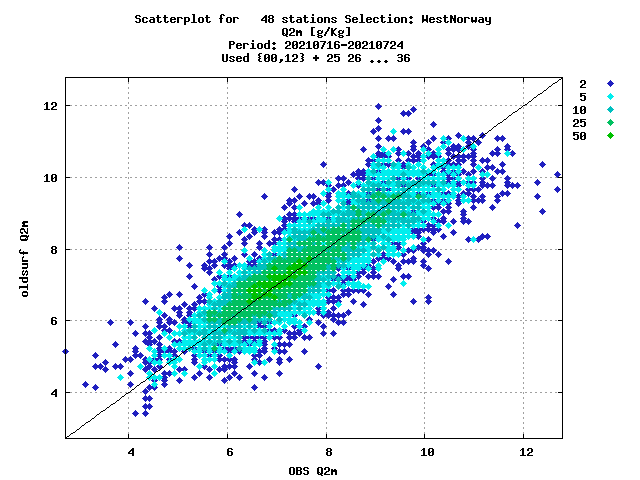 Scatterplot for   48 stations Selection: WestNorway
Q2m [g/Kg]
Period: 20210716-20210724
Used {00,12} + 25 26 ... 36
2
5
10
25
50
12
10
8
6
4
oldsurf Q2m
4 6 8 10 12
OBS Q2m